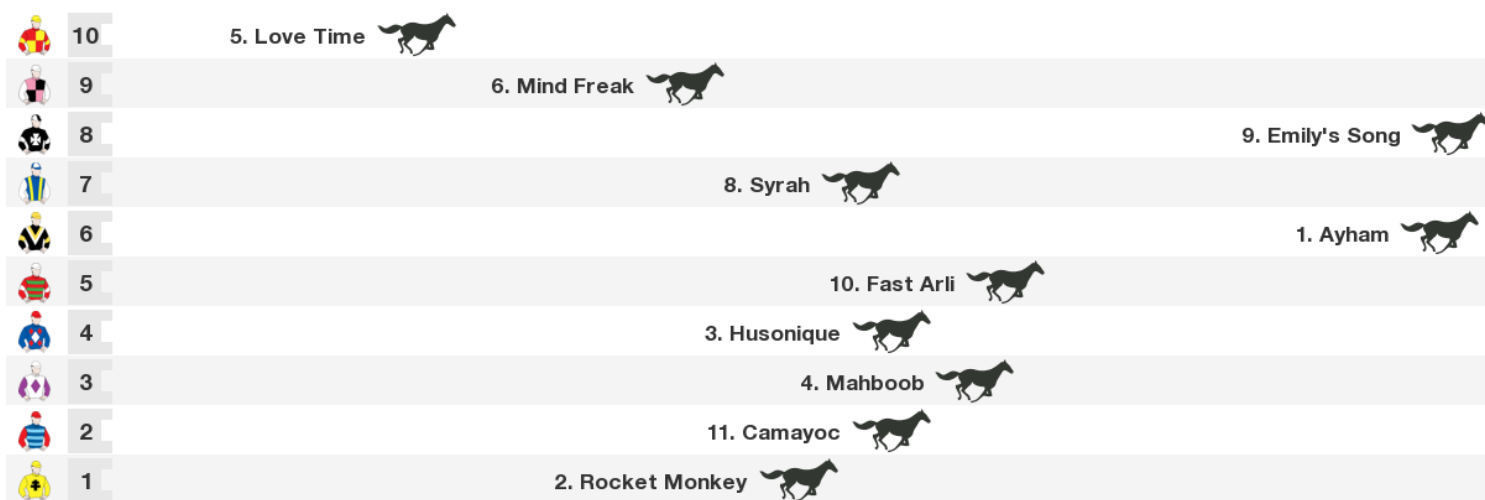 10 5. Love Time
9 6. Mind Freak
8 9. Emily's Song
7 8. Syrah
6 1. Ayham
5 10. Fast Arli
4 3. Husonique
3 4. Mahboob
2 11. Camayoc
1 2. Rocket Monkey